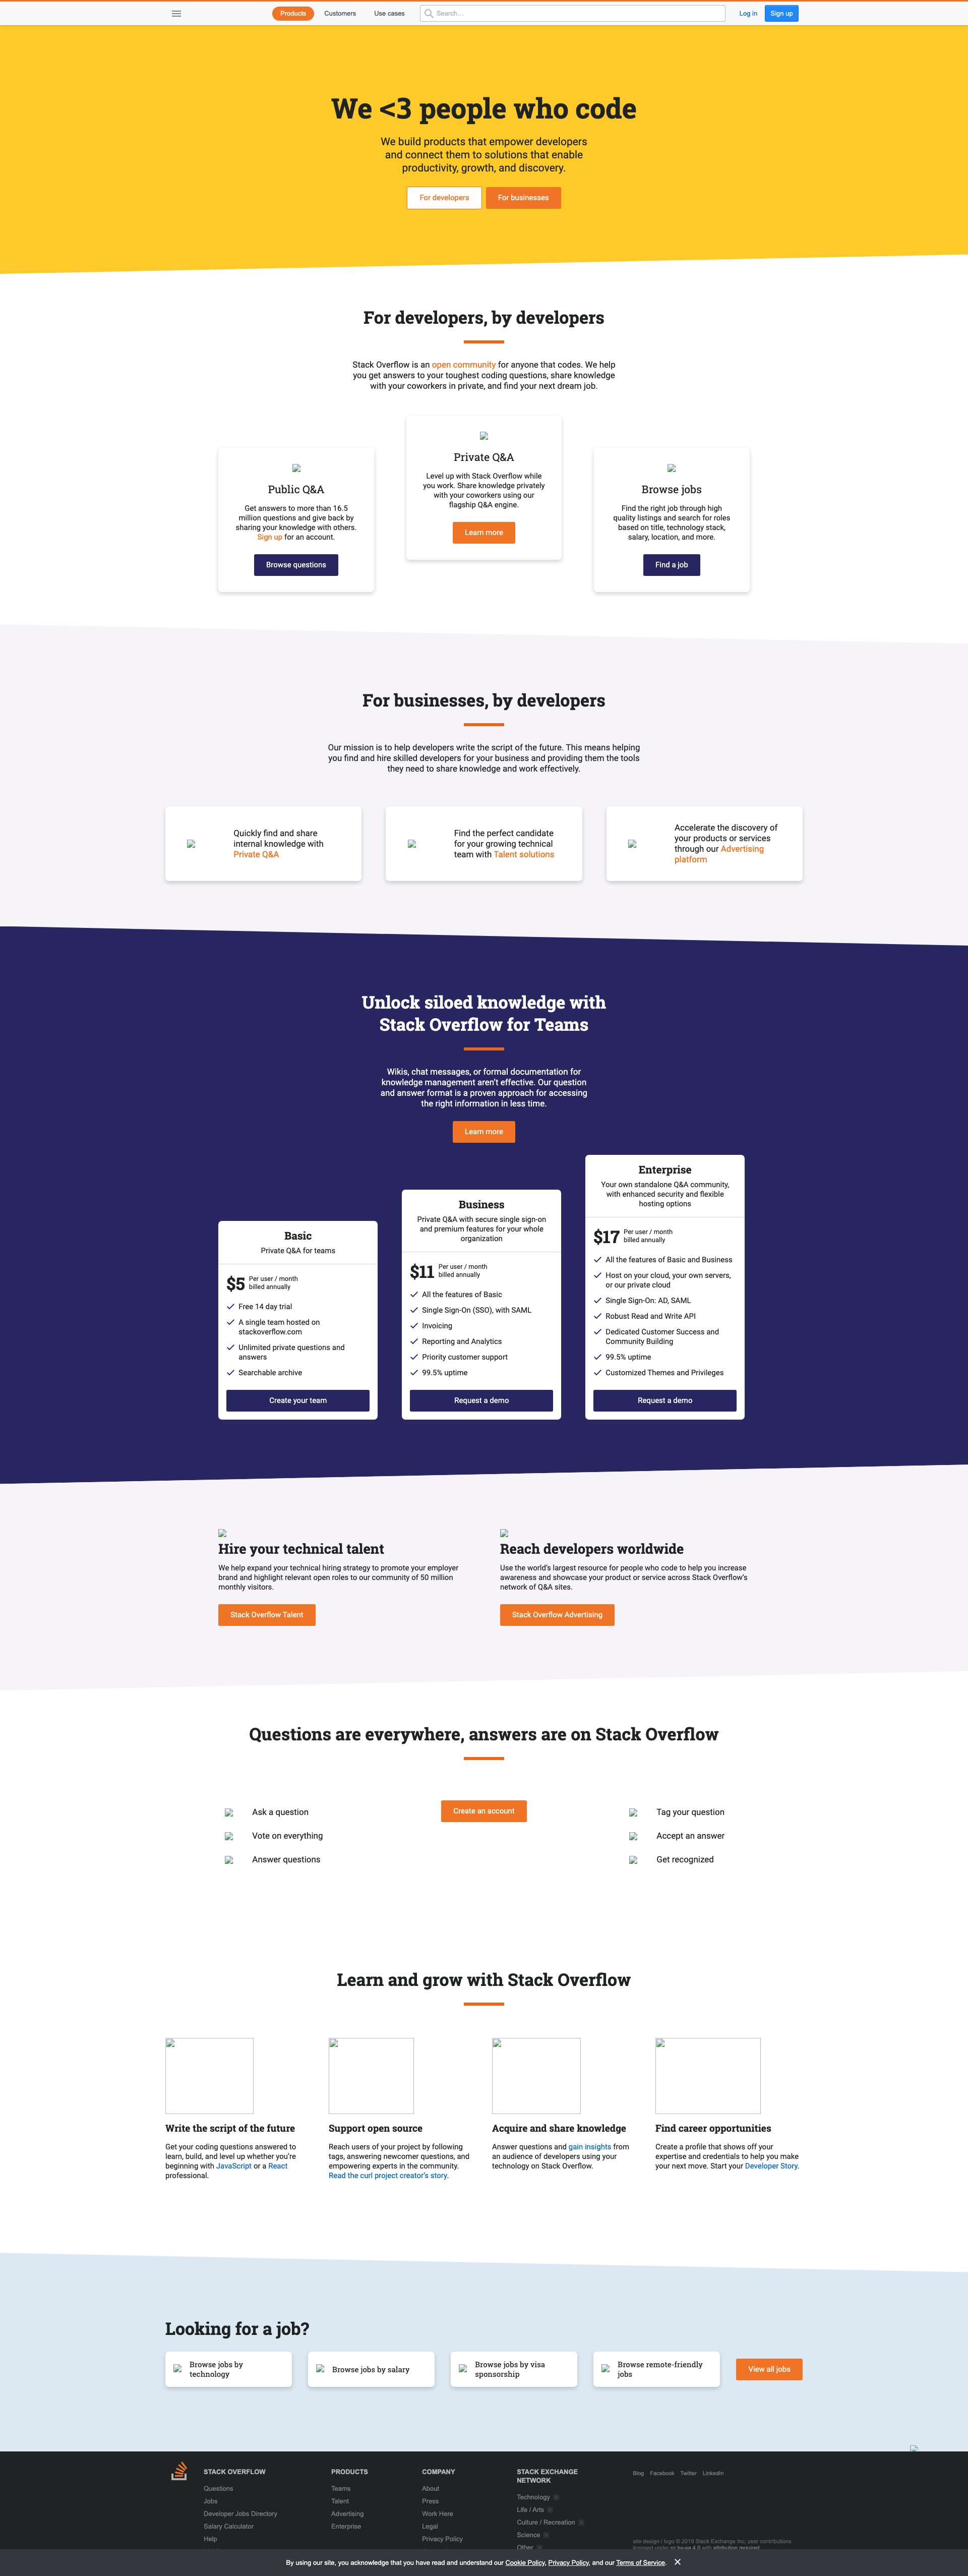 Products Customers Use cases Search… Log in Sign up
We <3 people who code
We build products that empower developers
and connect them to solutions that enable
productivity, growth, and discovery.
For developers For businesses
For developers, by developers
Stack Overflow is an open community for anyone that codes. We help
you get answers to your toughest coding questions, share knowledge
with your coworkers in private, and find your next dream job.
Public Q&A
Get answers to more than 16.5
million questions and give back by
sharing your knowledge with others.
Sign up for an account.
Browse questions
Private Q&A
Level up with Stack Overflow while
you work. Share knowledge privately
with your coworkers using our
flagship Q&A engine.
Learn more
Browse jobs
Find the right job through high
quality listings and search for roles
based on title, technology stack,
salary, location, and more.
Find a job
For businesses, by developers
Our mission is to help developers write the script of the future. This means helping
you find and hire skilled developers for your business and providing them the tools
they need to share knowledge and work effectively.
Quickly find and share
internal knowledge with
Private Q&A
Find the perfect candidate
for your growing technical
team with Talent solutions
Accelerate the discovery of
your products or services
through our Advertising
platform
Unlock siloed knowledge with
Stack Overflow for Teams
Wikis, chat messages, or formal documentation for
knowledge management aren't effective. Our question
and answer format is a proven approach for accessing
the right information in less time.
Learn more
Basic
Private Q&A for teams
$5 Per user / month
billed annually
Free 14 day trial
A single team hosted on
stackoverflow.com
Unlimited private questions and
answers
Searchable archive
Create your team
Business
Private Q&A with secure single sign-on
and premium features for your whole
organization
$11 Per user / month
billed annually
All the features of Basic
Single Sign-On (SSO), with SAML
Invoicing
Reporting and Analytics
Priority customer support
99.5% uptime
Request a demo
Enterprise
Your own standalone Q&A community,
with enhanced security and flexible
hosting options
$17 Per user / month
billed annually
All the features of Basic and Business
Host on your cloud, your own servers,
or our private cloud
Single Sign-On: AD, SAML
Robust Read and Write API
Dedicated Customer Success and
Community Building
99.5% uptime
Customized Themes and Privileges
Request a demo
Hire your technical talent
We help expand your technical hiring strategy to promote your employer
brand and highlight relevant open roles to our community of 50 million
monthly visitors.
Stack Overflow Talent
Reach developers worldwide
Use the world's largest resource for people who code to help you increase
awareness and showcase your product or service across Stack Overflow's
network of Q&A sites.
Stack Overflow Advertising
Questions are everywhere, answers are on Stack Overflow
Ask a question
Vote on everything
Answer questions
Create an account
Tag your question
Accept an answer
Get recognized
Learn and grow with Stack Overflow
Write the script of the future
Get your coding questions answered to
learn, build, and level up whether you're
beginning with JavaScript or a React
professional.
Support open source
Reach users of your project by following
tags, answering newcomer questions, and
empowering experts in the community.
Read the curl project creator's story.
Acquire and share knowledge
Answer questions and gain insights from
an audience of developers using your
technology on Stack Overflow.
Find career opportunities
Create a profile that shows off your
expertise and credentials to help you make
your next move. Start your Developer Story.
Looking for a job?
Browse jobs by
technology
Browse jobs by salary
Browse jobs by visa
sponsorship
Browse remote-friendly
jobs
View all jobs
STACK OVERFLOW
Questions
Jobs
Developer Jobs Directory
Salary Calculator
Help
PRODUCTS
Teams
Talent
Advertising
Enterprise
COMPANY
About
Press
Work Here
Legal
Privacy Policy
STACK EXCHANGE
NETWORK
Technology
Life / Arts
Culture / Recreation
Science
Other
Blog Facebook Twitter LinkedIn
site design / logo © 2019 Stack Exchange Inc; user contributions
By using our site, you acknowledge that you have read and understand our Cookie Policy, Privacy Policy, and our Terms of Service.